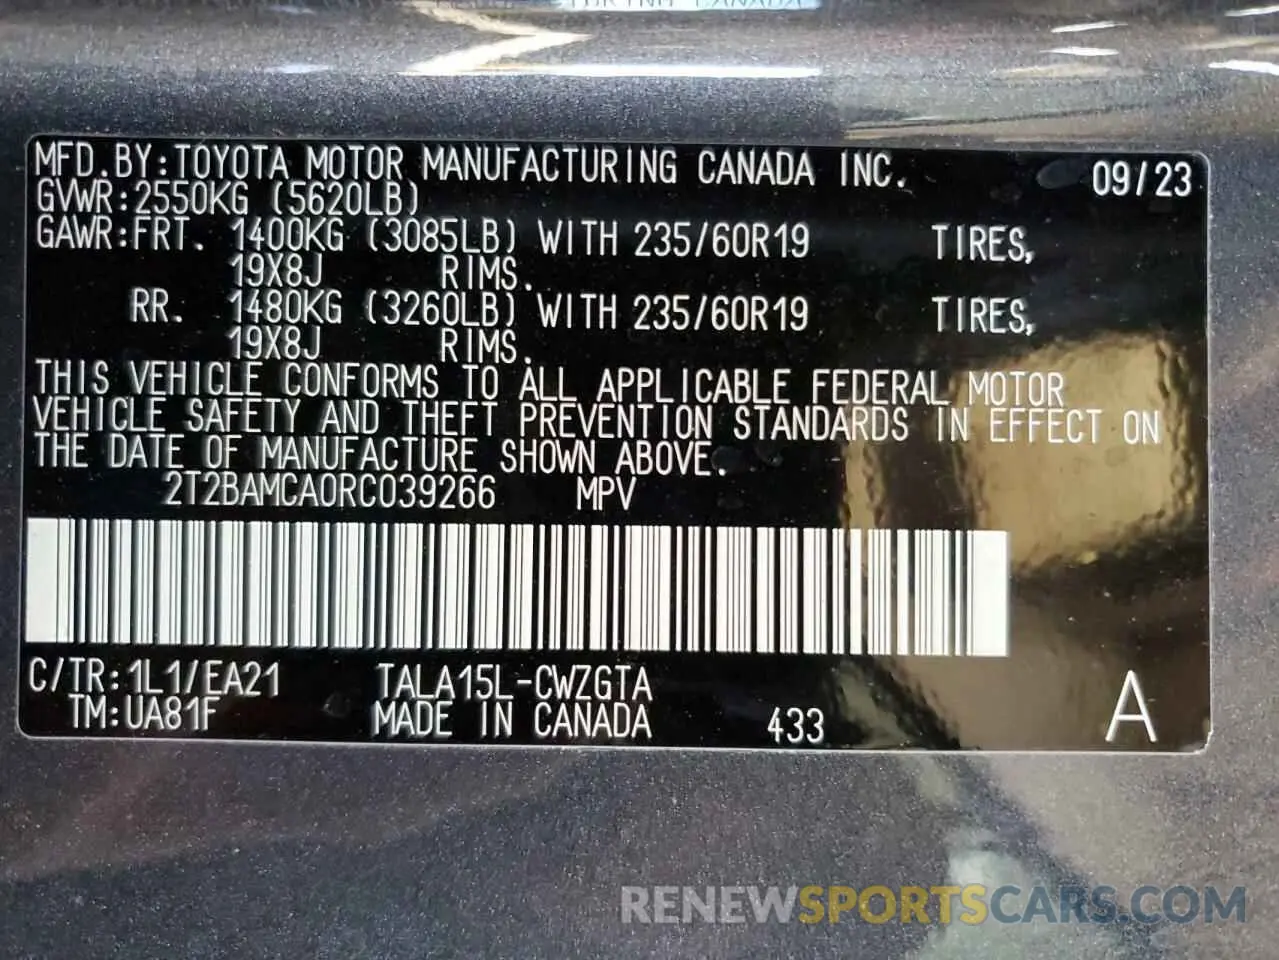 MFD.BY:TOYOTA MOTOR MANUFACTURING CANADA INC. 09/23
GVWR:2550KG (5620LB)
GAWR:FRT. 1400KG (3085LB) WITH 235/60R19 TIRES,
19X8J RIMS.
RR. 1480KG (3260LB) WITH 235/60R19 TIRES,
19X8J RIMS.
THIS VEHICLE CONFORMS TO ALL APPLICABLE FEDERAL MOTOR
VEHICLE SAFETY AND THEFT PREVENTION STANDARDS IN EFFECT ON
THE DATE OF MANUFACTURE SHOWN ABOVE.
2T2BAMCA0RC039266 MPV
C/TR:1L1/EA21 TALA15L-CWZGTA
TM:UA81F MADE IN CANADA 433 A
RENEWSPORTSCARS.COM